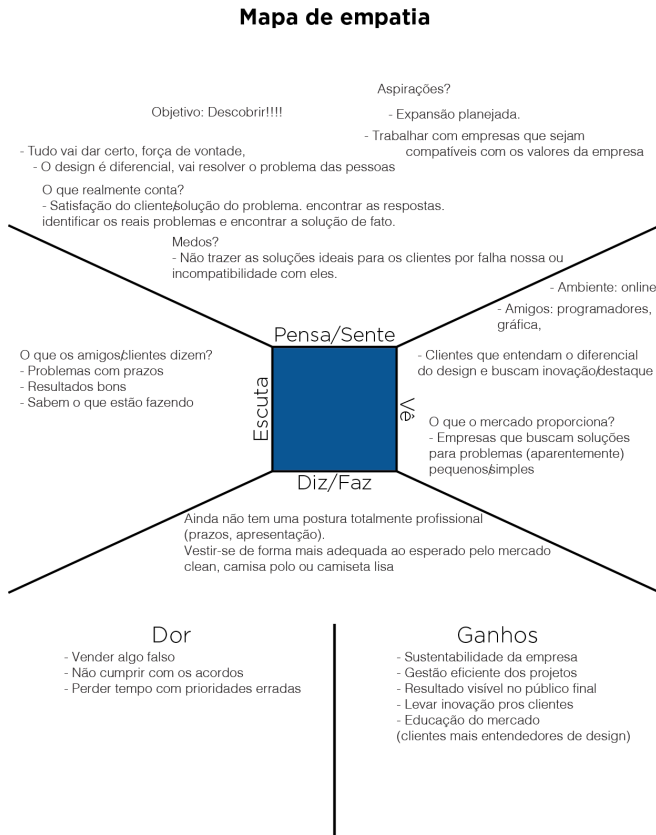 Mapa de empatia
Aspirações?
Objetivo: Descobrir!!!!
- Expansão planejada.
- Trabalhar com empresas que sejam
compatíveis com os valores da empresa
- Tudo vai dar certo, força de vontade,
- O design é diferencial, vai resolver o problema das pessoas
O que realmente conta?
- Satisfação do cliente/solução do problema. encontrar as respostas.
identificar os reais problemas e encontrar a solução de fato.
Medos?
- Não trazer as soluções ideais para os clientes por falha nossa ou
incompatibilidade com eles.
Pensa/Sente
- Ambiente: online
- Amigos: programadores,
gráfica,
- Clientes que entendam o diferencial
do design e buscam inovação/destaque
Vê
O que o mercado proporciona?
- Empresas que buscam soluções
para problemas (aparentemente)
pequenos/simples
O que os amigos/clientes dizem?
- Problemas com prazos
- Resultados bons
- Sabem o que estão fazendo
Escuta
Diz/Faz
Ainda não tem uma postura totalmente profissional
(prazos, apresentação).
Vestir-se de forma mais adequada ao esperado pelo mercado
clean, camisa polo ou camiseta lisa
Dor
- Vender algo falso
- Não cumprir com os acordos
- Perder tempo com prioridades erradas
Ganhos
- Sustentabilidade da empresa
- Gestão eficiente dos projetos
- Resultado visível no público final
- Levar inovação pros clientes
- Educação do mercado
(clientes mais entendedores de design)